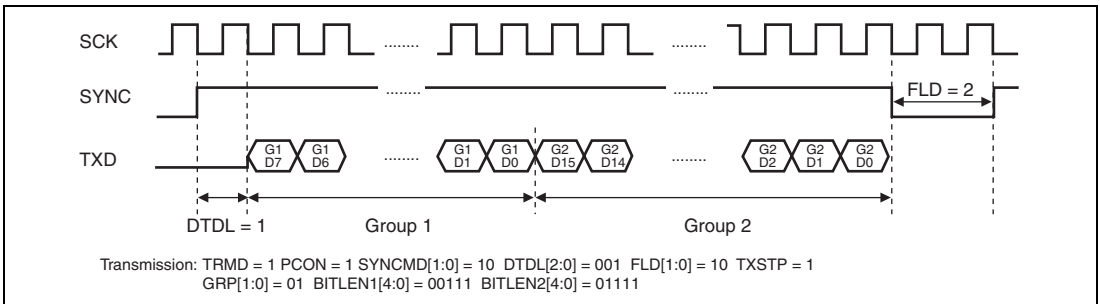 SCK
........ ........
SYNC
........ ........ FLD = 2
TXD
G1 D7 G1 D6 ........ G1 D1 G1 D0 G2 D15 G2 D14 ........ G2 D2 G2 D1 G2 D0
DTDL = 1 Group 1 Group 2
Transmission: TRMD = 1 PCON = 1 SYNCMD[1:0] = 10 DTDL[2:0] = 001 FLD[1:0] = 10 TXSTP = 1
GRP[1:0] = 01 BITLEN1[4:0] = 00111 BITLEN2[4:0] = 01111